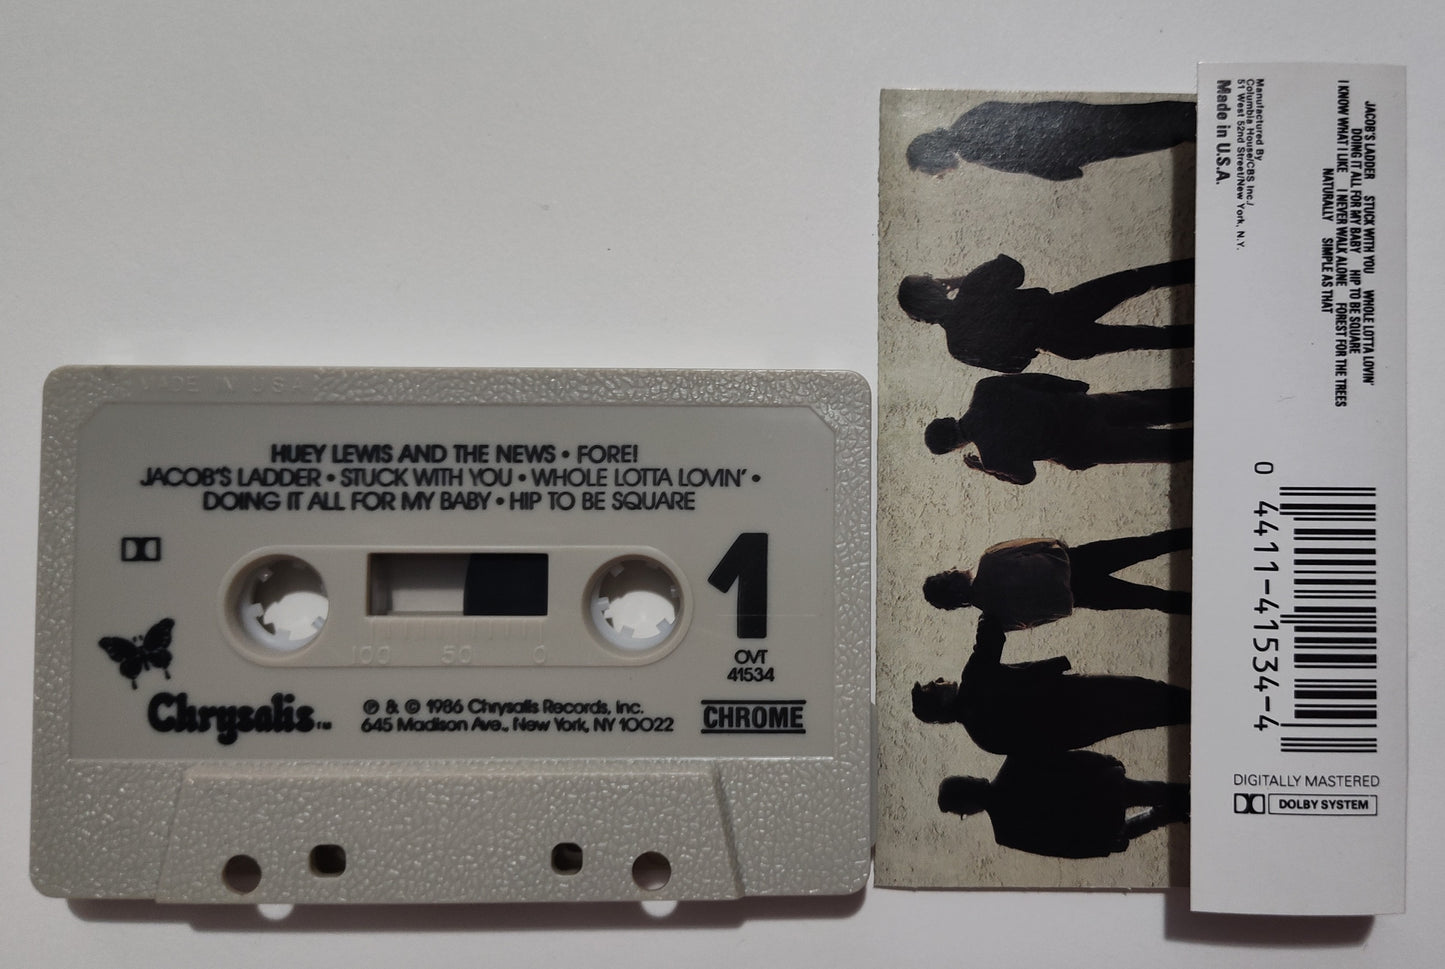 MADE IN U.S.A.
HUEY LEWIS AND THE NEWS • FORE!
JACOB'S LADDER • STUCK WITH YOU • WHOLE LOTTA LOVIN' •
DOING IT ALL FOR MY BABY • HIP TO BE SQUARE
1
100 50 0
OVT
41534
Chrysalis™
℗ & © 1986 Chrysalis Records, Inc.
645 Madison Ave., New York, NY 10022
CHROME
JACOB'S LADDER STUCK WITH YOU WHOLE LOTTA LOVIN'
DOING IT ALL FOR MY BABY HIP TO BE SQUARE
I KNOW WHAT I LIKE I NEVER WALK ALONE FOREST FOR THE TREES
NATURALLY SIMPLE AS THAT
Manufactured By
Columbia House/CBS Inc./
51 West 52nd Street/New York, N.Y.
Made in U.S.A.
0 4411-41534-4
DIGITALLY MASTERED
DOLBY SYSTEM